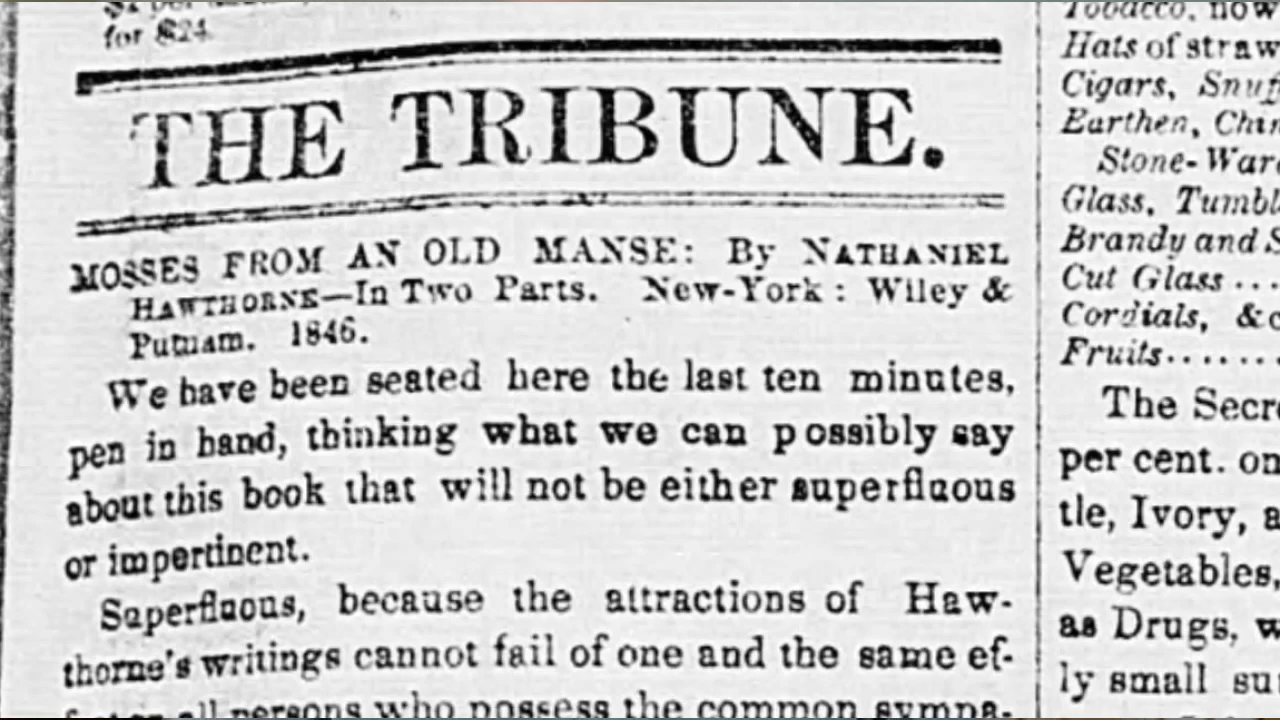 for $24
THE TRIBUNE.
MOSSES FROM AN OLD MANSE: By NATHANIEL
HAWTHORNE—In Two Parts. New-York: Wiley &
Putnam. 1846.
We have been seated here the last ten minutes,
pen in hand, thinking what we can possibly say
about this book that will not be either superfluous
or impertinent.
Superfluous, because the attractions of Haw-
thorne's writings cannot fail of one and the same ef-
all persons who possess the common sympa-
Tobacco, now
Hats of straw
Cigars, Snuf
Earthen, Chin
Stone-Ware
Glass, Tumbl
Brandy and S
Cut Glass ...
Cordials, &c
Fruits.......
The Secre
per cent. on
tle, Ivory, a
Vegetables,
as Drugs, w
ly small su